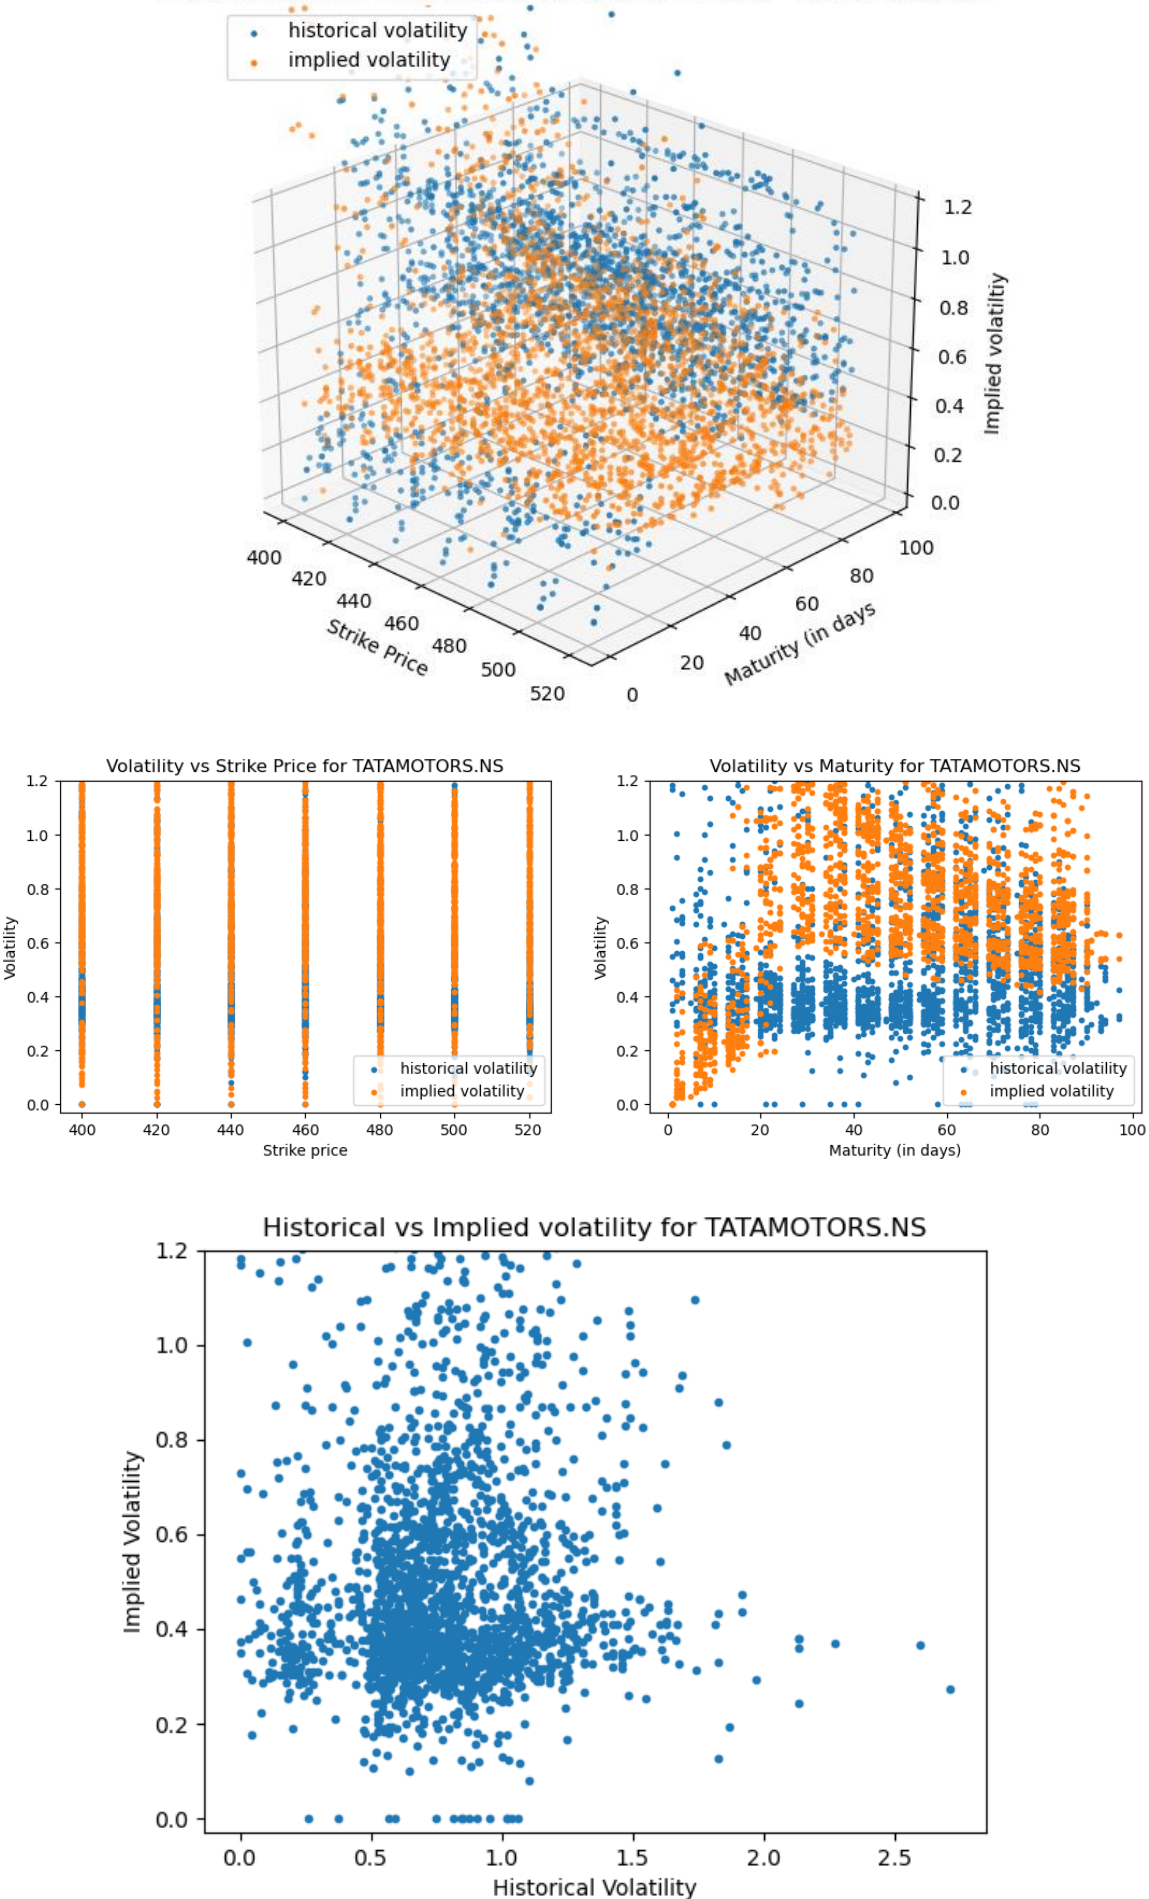 historical volatility
implied volatility
1.2
1.0
0.8
0.6
0.4
0.2
0.0
Implied volatiltiy
400
420
440
460
480
500
520
Strike Price
0
20
40
60
80
100
Maturity (in days
Volatility vs Strike Price for TATAMOTORS.NS
1.2
1.0
0.8
0.6
0.4
0.2
0.0
Volatility
historical volatility
implied volatility
400 420 440 460 480 500 520
Strike price
Volatility vs Maturity for TATAMOTORS.NS
1.2
1.0
0.8
0.6
0.4
0.2
0.0
Volatility
historical volatility
implied volatility
0 20 40 60 80 100
Maturity (in days)
Historical vs Implied volatility for TATAMOTORS.NS
1.2
1.0
0.8
0.6
0.4
0.2
0.0
Implied Volatility
0.0 0.5 1.0 1.5 2.0 2.5
Historical Volatility